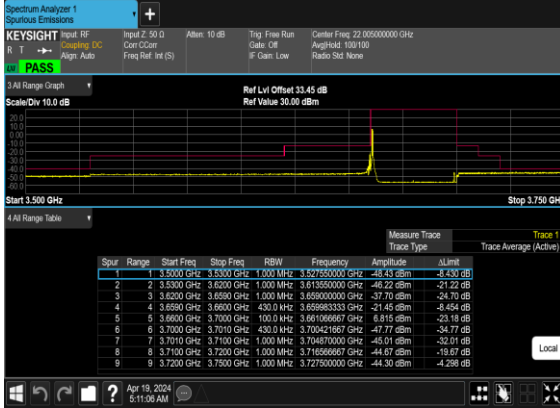 Spectrum Analyzer 1
Spurious Emissions
+
KEYSIGHT Input: RF Input Z: 50 Ω Atten: 10 dB Trig: Free Run Center Freq: 22.005000000 GHz
R T Coupling: DC Corr CCorr Gate: Off Avg|Hold: 100/100
Align: Auto Freq Ref: Int (S) IF Gain: Low Radio Std: None
PASS
3 All Range Graph
Ref Lvl Offset 33.45 dB
Scale/Div 10.0 dB Ref Value 30.00 dBm
20.0
10.0
0.00
-10.0
-20.0
-30.0
-40.0
-50.0
-60.0
Start 3.500 GHz Stop 3.750 GH
4 All Range Table
Measure Trace Trace 1
Trace Type Trace Average (Active)
Spur Range Start Freq Stop Freq RBW Frequency Amplitude ΔLimit
1 1 3.5000 GHz 3.5300 GHz 1.000 MHz 3.527550000 GHz -48.43 dBm -8.430 dB
2 2 3.5300 GHz 3.6200 GHz 1.000 MHz 3.613550000 GHz -46.22 dBm -21.22 dB
3 3 3.6200 GHz 3.6590 GHz 1.000 MHz 3.659000000 GHz -37.70 dBm -24.70 dB
4 4 3.6590 GHz 3.6600 GHz 430.0 kHz 3.659983333 GHz -21.45 dBm -8.454 dB
5 5 3.6600 GHz 3.7000 GHz 100.0 kHz 3.661066667 GHz 6.815 dBm -23.18 dB
6 6 3.7000 GHz 3.7010 GHz 430.0 kHz 3.700421667 GHz -47.77 dBm -34.77 dB
7 7 3.7010 GHz 3.7100 GHz 1.000 MHz 3.704870000 GHz -45.01 dBm -32.01 dB
8 8 3.7100 GHz 3.7200 GHz 1.000 MHz 3.716566667 GHz -44.67 dBm -19.67 dB
9 9 3.7200 GHz 3.7500 GHz 1.000 MHz 3.727500000 GHz -44.30 dBm -4.298 dB
Local
? Apr 19, 2024
5:11:06 AM